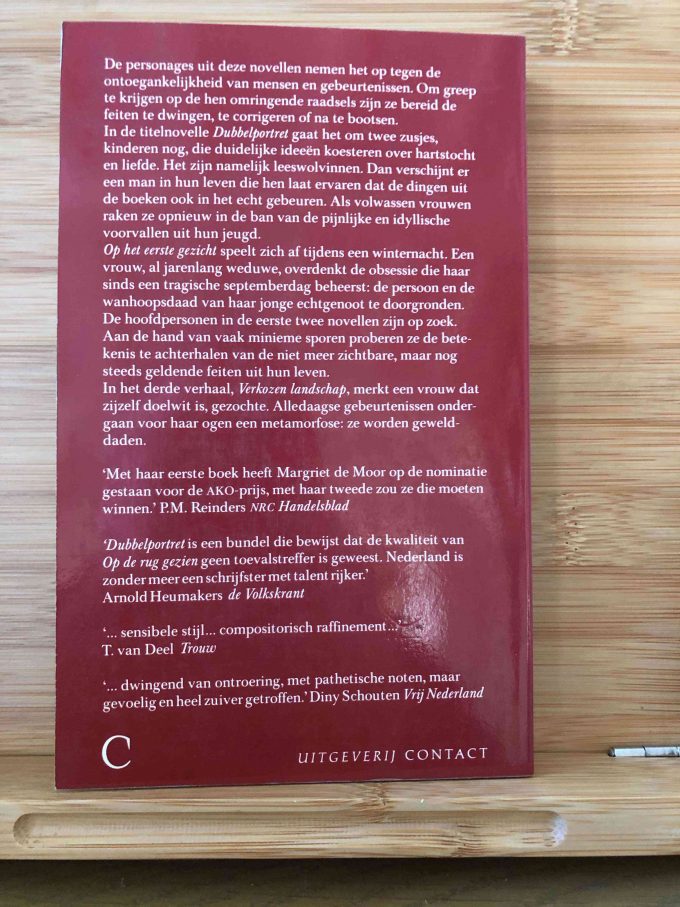 De personages uit deze novellen nemen het op tegen de
ontoegankelijkheid van mensen en gebeurtenissen. Om greep
te krijgen op de hen omringende raadsels zijn ze bereid de
feiten te dwingen, te corrigeren of na te bootsen.
In de titelnovelle Dubbelportret gaat het om twee zusjes,
kinderen nog, die duidelijke ideeën koesteren over hartstocht
en liefde. Het zijn namelijk leeswolvinnen. Dan verschijnt er
een man in hun leven die hen laat ervaren dat de dingen uit
de boeken ook in het echt gebeuren. Als volwassen vrouwen
raken ze opnieuw in de ban van de pijnlijke en idyllische
voorvallen uit hun jeugd.
Op het eerste gezicht speelt zich af tijdens een winternacht. Een
vrouw, al jarenlang weduwe, overdenkt de obsessie die haar
sinds een tragische septemberdag beheerst: de persoon en de
wanhoopsdaad van haar jonge echtgenoot te doorgronden.
De hoofdpersonen in de eerste twee novellen zijn op zoek.
Aan de hand van vaak minieme sporen proberen ze de bete-
kenis te achterhalen van de niet meer zichtbare, maar nog
steeds geldende feiten uit hun leven.
In het derde verhaal, Verkozen landschap, merkt een vrouw dat
zijzelf doelwit is, gezochte. Alledaagse gebeurtenissen onder-
gaan voor haar ogen een metamorfose: ze worden geweld-
daden.
‘Met haar eerste boek heeft Margriet de Moor op de nominatie
gestaan voor de AKO-prijs, met haar tweede zou ze die moeten
winnen.’ P.M. Reinders NRC Handelsblad
‘Dubbelportret is een bundel die bewijst dat de kwaliteit van
Op de rug gezien geen toevalstreffer is geweest. Nederland is
zonder meer een schrijfster met talent rijker.’
Arnold Heumakers de Volkskrant
‘... sensibele stijl... compositorisch raffinement...’
T. van Deel Trouw
‘... dwingend van ontroering, met pathetische noten, maar
gevoelig en heel zuiver getroffen.’ Diny Schouten Vrij Nederland
C
UITGEVERIJ CONTACT